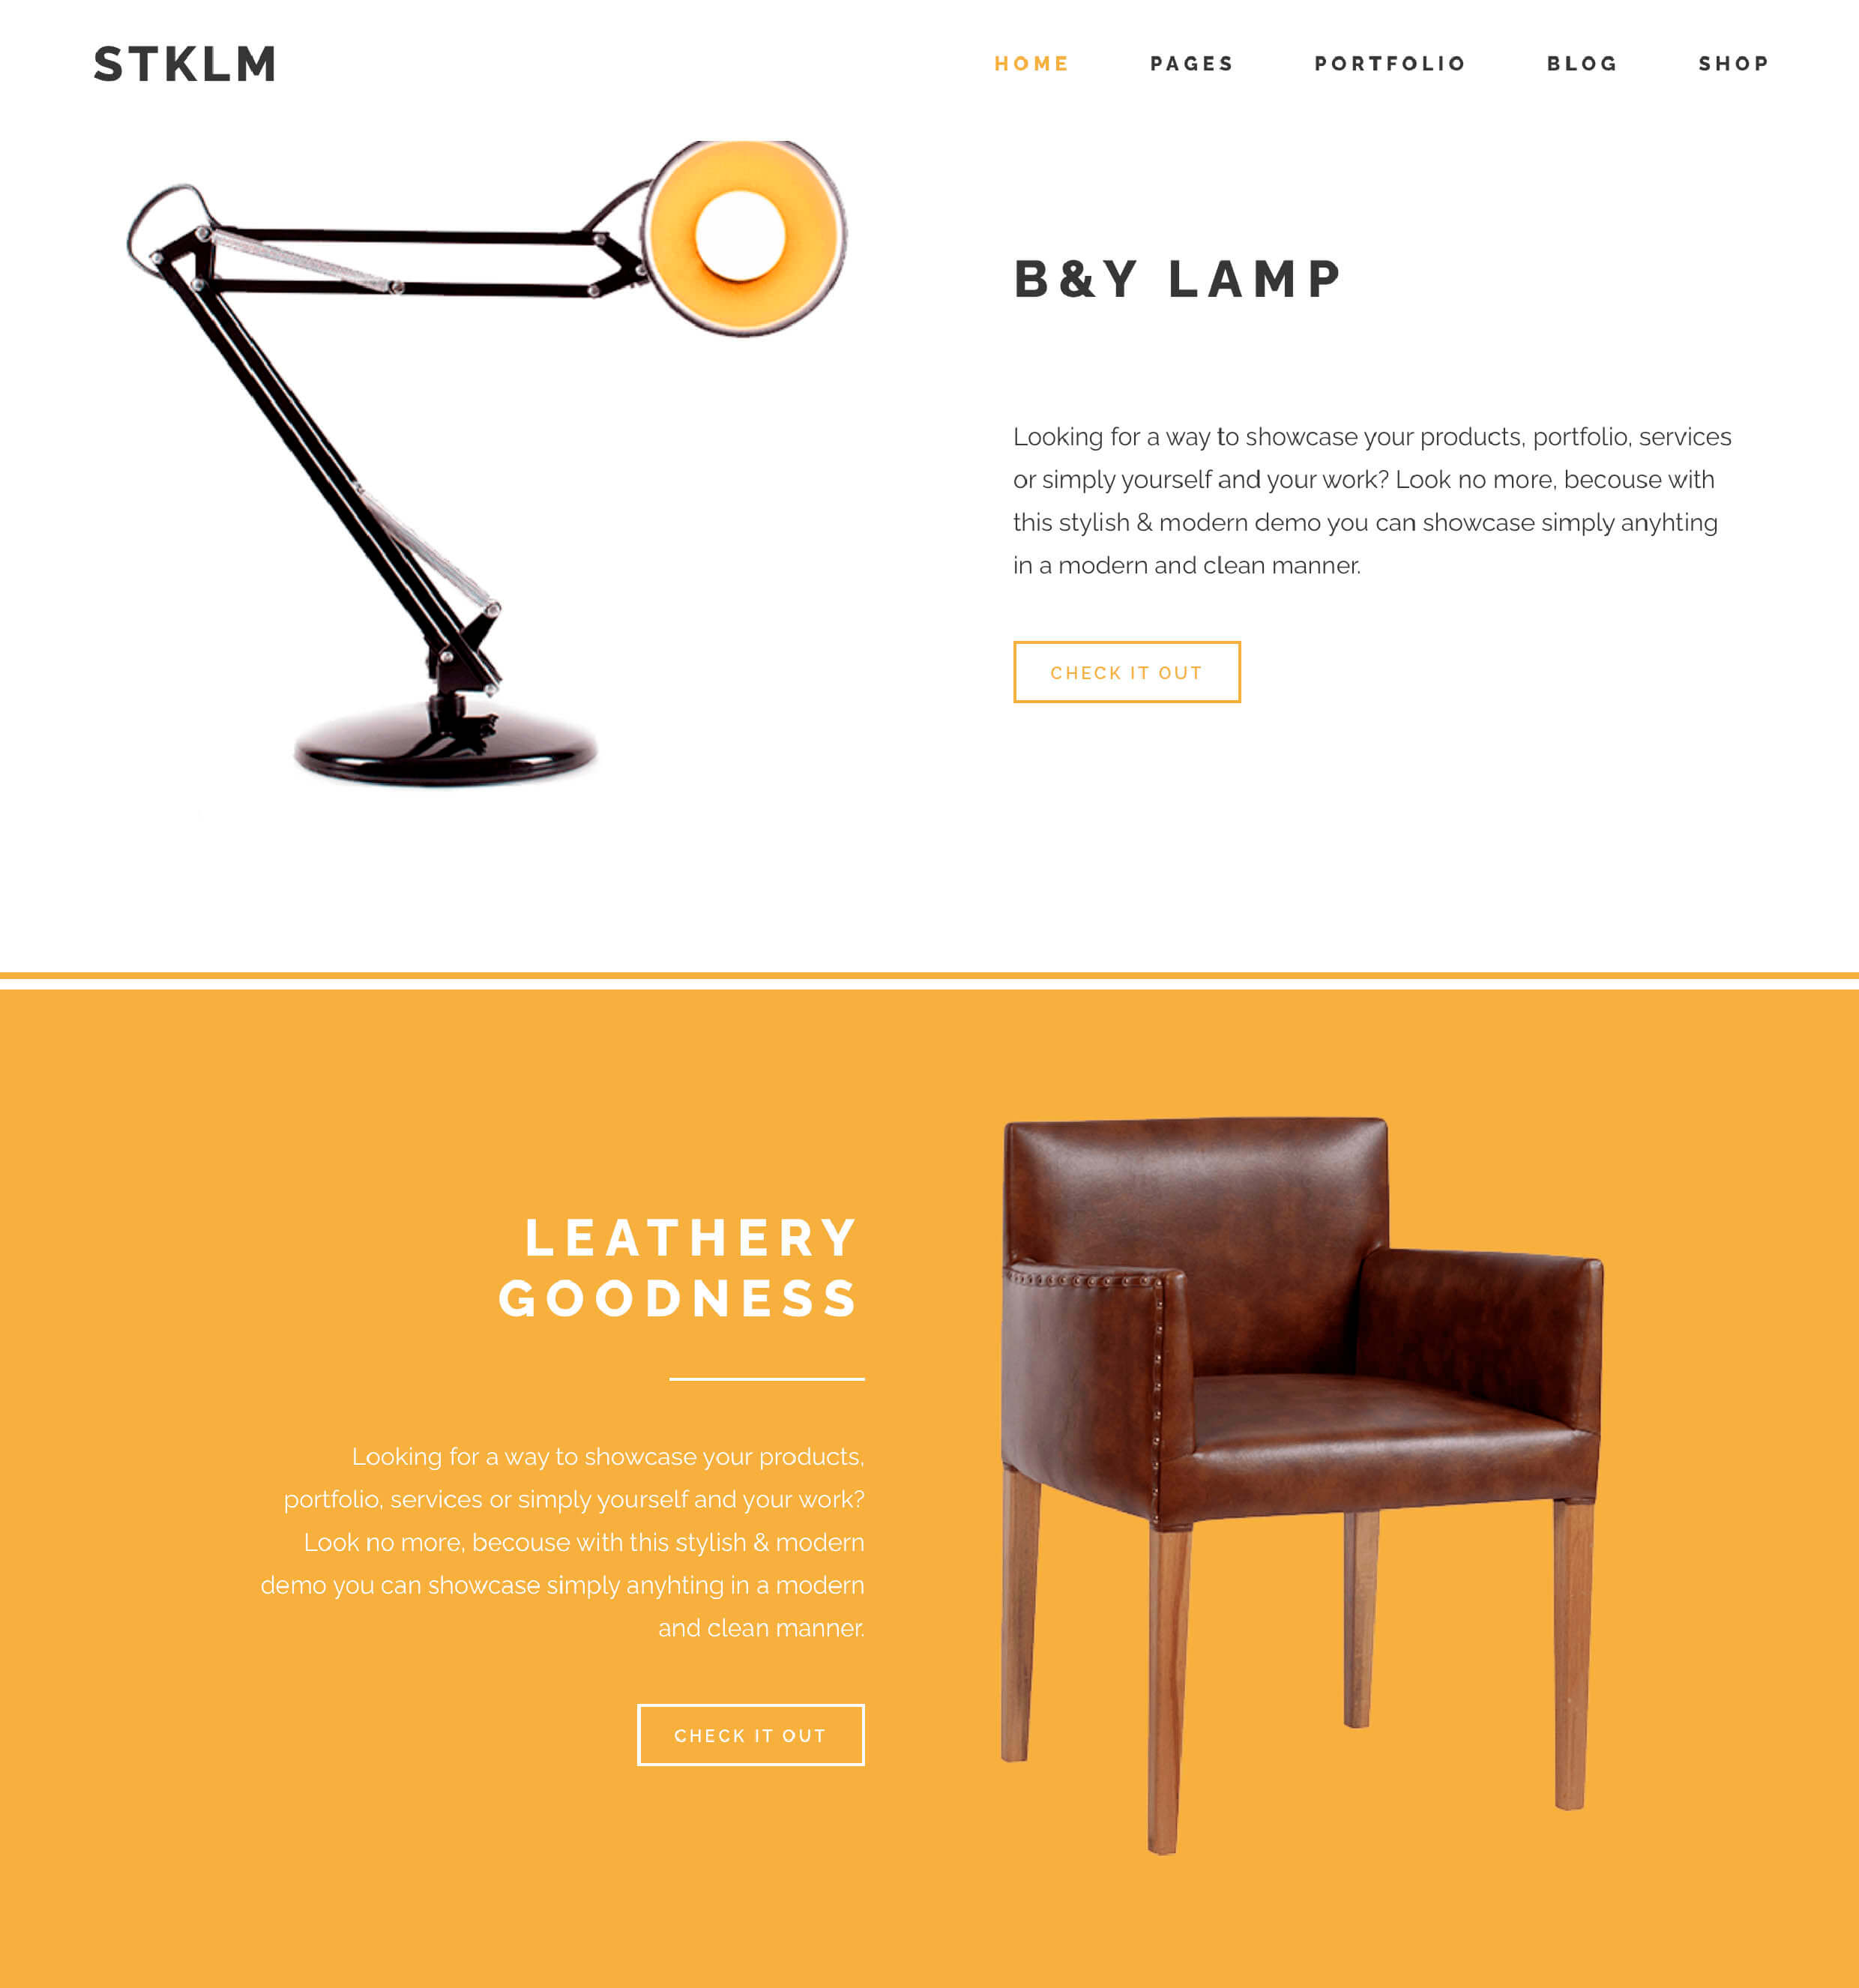 STKLM
HOME PAGES PORTFOLIO BLOG SHOP
B&Y LAMP
Looking for a way to showcase your products, portfolio, services
or simply yourself and your work? Look no more, becouse with
this stylish & modern demo you can showcase simply anyhting
in a modern and clean manner.
CHECK IT OUT
LEATHERY
GOODNESS
Looking for a way to showcase your products,
portfolio, services or simply yourself and your work?
Look no more, becouse with this stylish & modern
demo you can showcase simply anyhting in a modern
and clean manner.
CHECK IT OUT